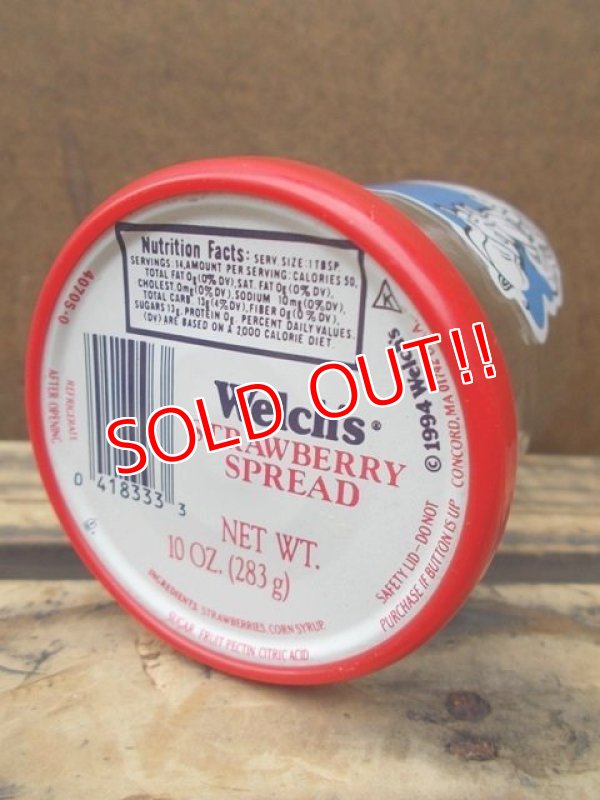 Nutrition Facts: SERV SIZE: 1 TBSP
SERVINGS: 14, AMOUNT PER SERVING: CALORIES 50,
TOTAL FAT 0g (0% DV), SAT. FAT 0g (0% DV),
CHOLEST. 0mg (0% DV), SODIUM 10mg (0% DV),
TOTAL CARB 13g (4% DV), FIBER 0g (0% DV),
SUGARS 13g, PROTEIN 0g PERCENT DAILY VALUES
(DV) ARE BASED ON A 2,000 CALORIE DIET.
K
40705-0
REFRIGERATE
AFTER OPENING
0 418333 3
Welch's®
STRAWBERRY
SPREAD
NET WT.
10 OZ. (283 g)
INGREDIENTS: STRAWBERRIES, CORN SYRUP,
SUGAR, FRUIT PECTIN, CITRIC ACID
© 1994 Welch's
CONCORD, MA
SAFETY LID – DO NOT
PURCHASE IF BUTTON IS UP
SOLD OUT!!